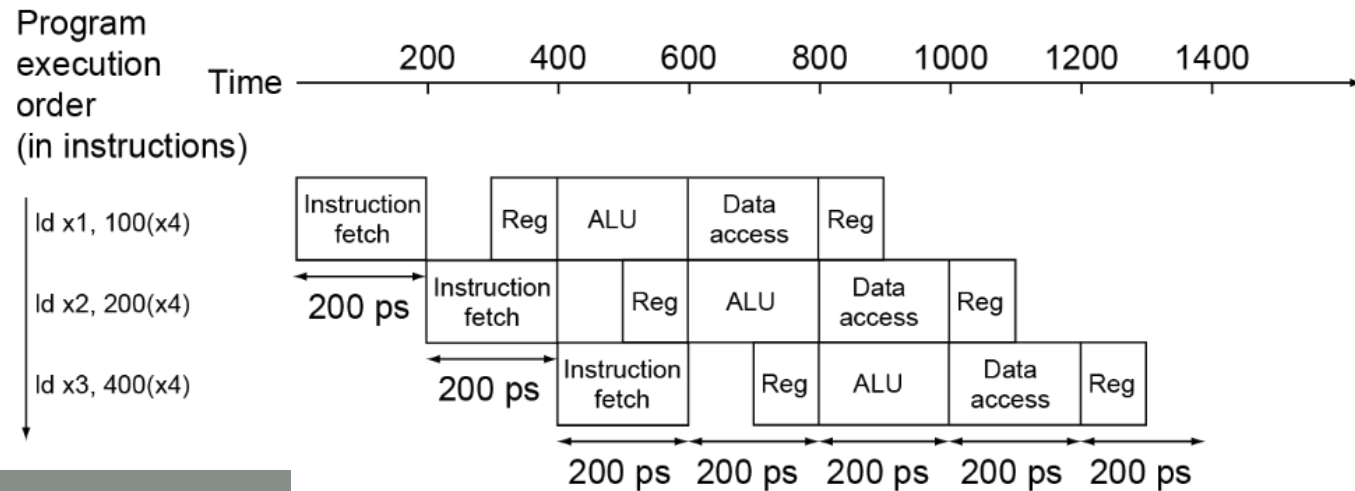 Program
execution
order
(in instructions)
Time
200 400 600 800 1000 1200 1400
ld x1, 100(x4)
Instruction
fetch
Reg
ALU
Data
access
Reg
200 ps
ld x2, 200(x4)
Instruction
fetch
Reg
ALU
Data
access
Reg
200 ps
ld x3, 400(x4)
Instruction
fetch
Reg
ALU
Data
access
Reg
200 ps 200 ps 200 ps 200 ps 200 ps